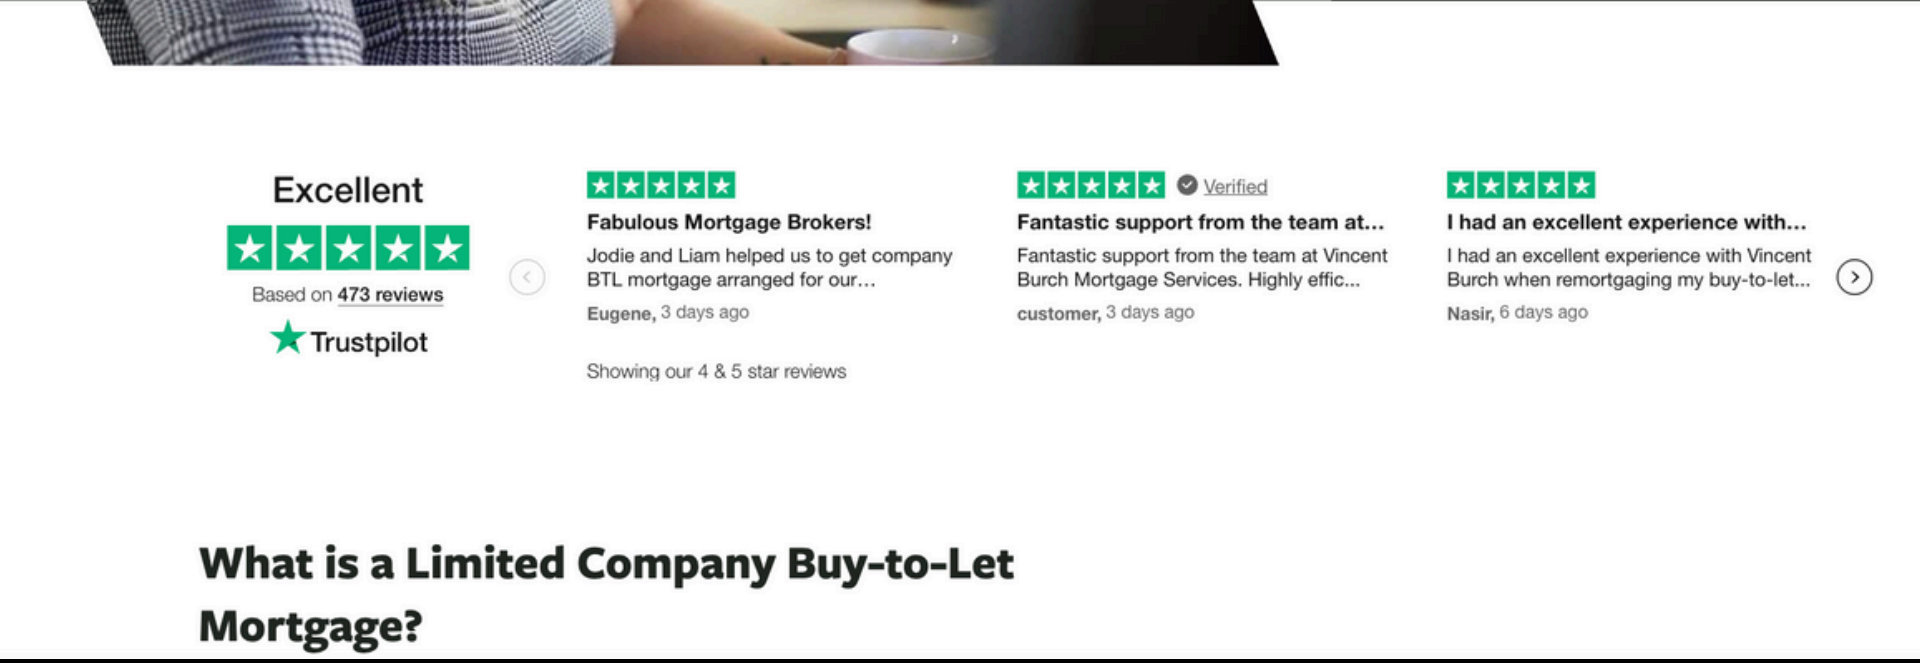 Excellent
Based on 473 reviews
Trustpilot
Fabulous Mortgage Brokers!
Jodie and Liam helped us to get company
BTL mortgage arranged for our...
Eugene, 3 days ago
Showing our 4 & 5 star reviews
Verified
Fantastic support from the team at...
Fantastic support from the team at Vincent
Burch Mortgage Services. Highly effic...
customer, 3 days ago
I had an excellent experience with...
I had an excellent experience with Vincent
Burch when remortgaging my buy-to-let...
Nasir, 6 days ago
What is a Limited Company Buy-to-Let
Mortgage?